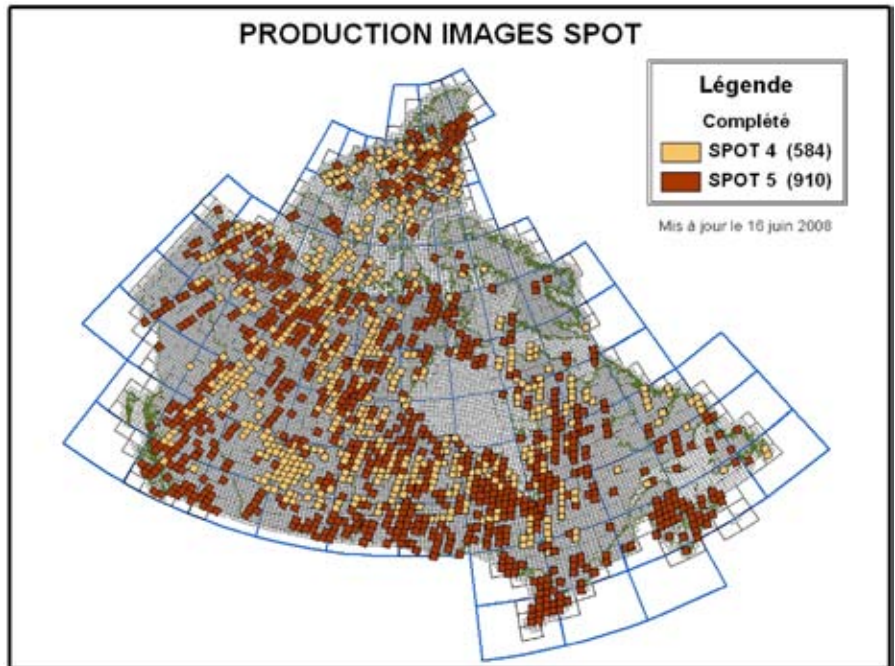 PRODUCTION IMAGES SPOT
Légende
Complété
SPOT 4 (584)
SPOT 5 (910)
Mis à jour le 16 juin 2008